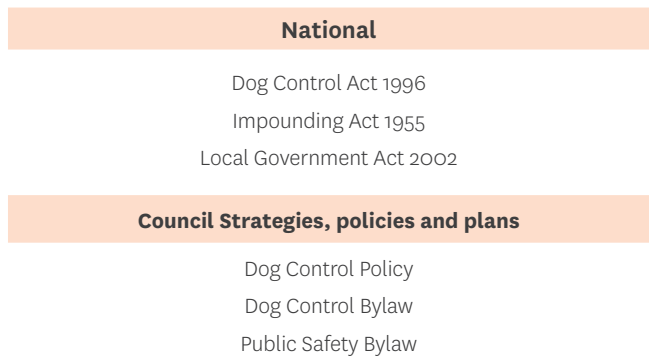 National
Dog Control Act 1996
Impounding Act 1955
Local Government Act 2002
Council Strategies, policies and plans
Dog Control Policy
Dog Control Bylaw
Public Safety Bylaw